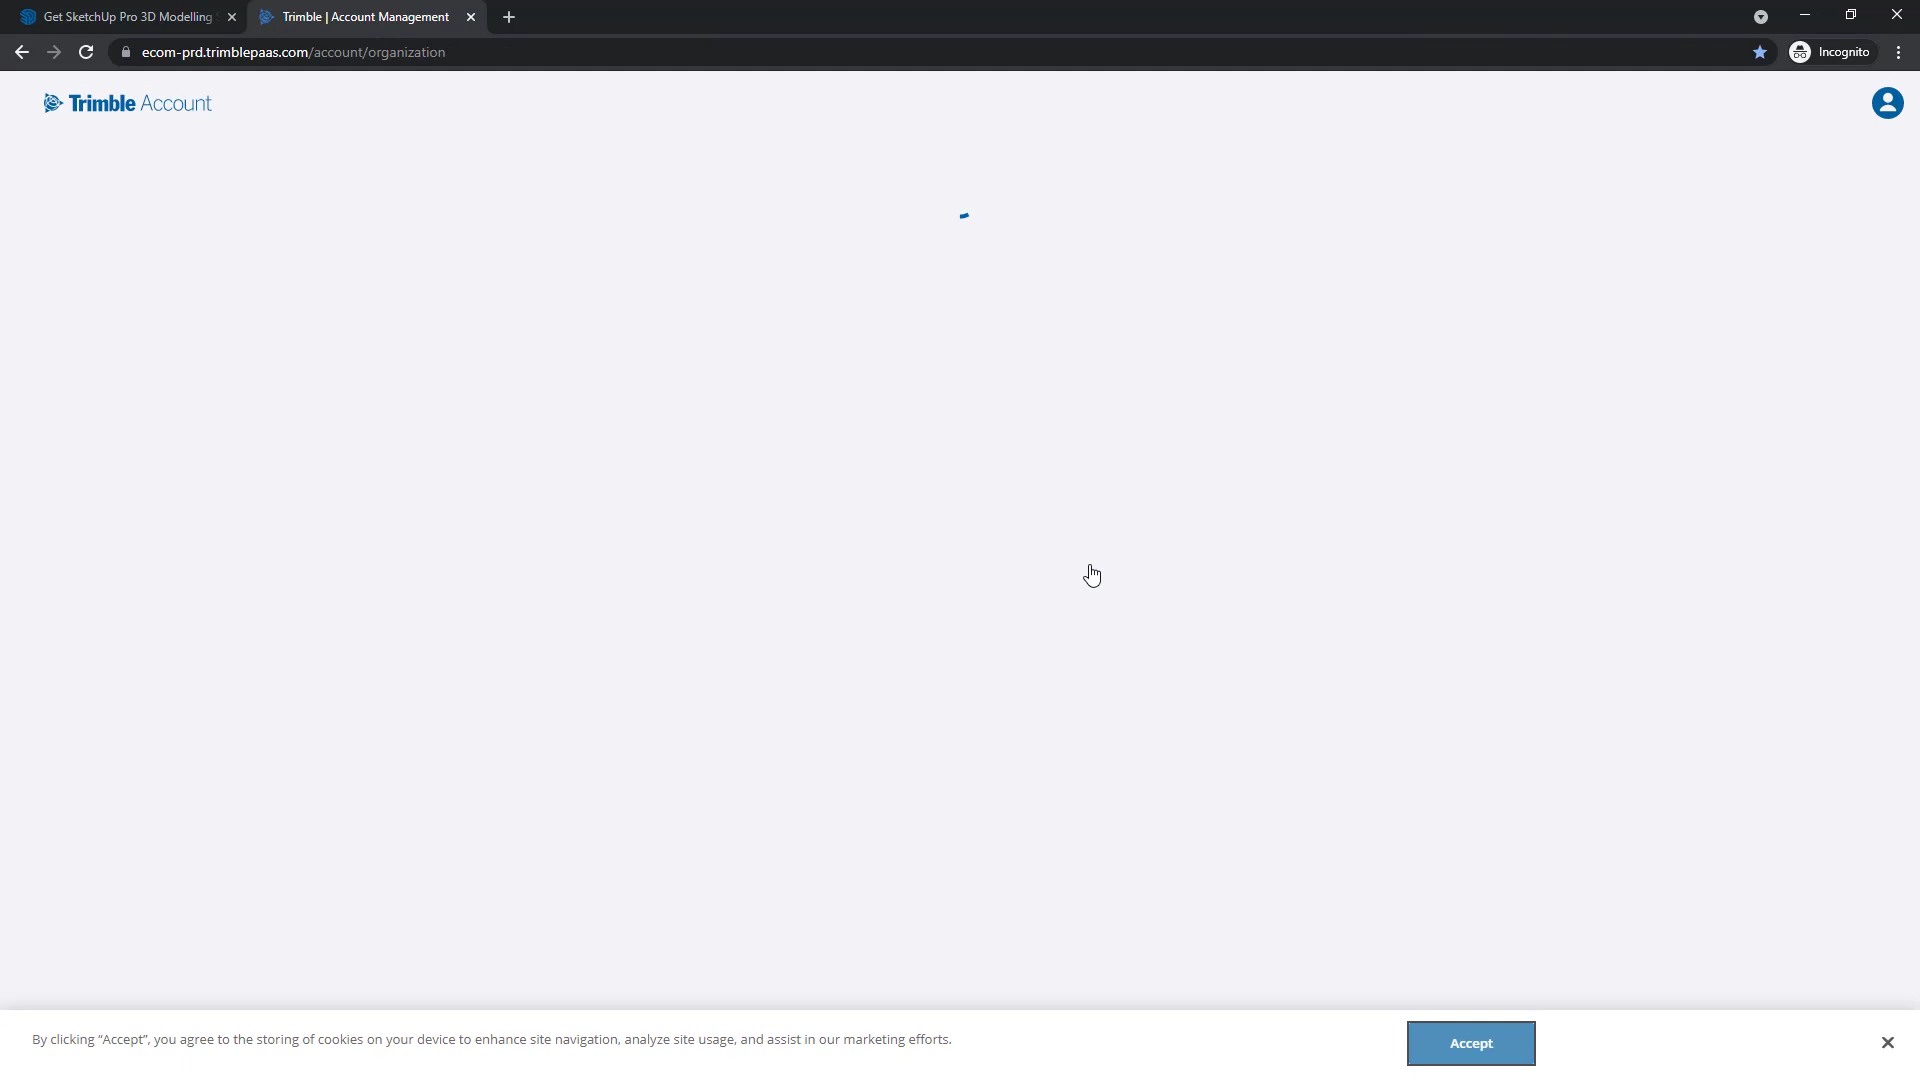 Get SketchUp Pro 3D Modelling
Trimble | Account Management
ecom-prd.trimblepaas.com/account/organization
Incognito
Trimble Account
By clicking “Accept”, you agree to the storing of cookies on your device to enhance site navigation, analyze site usage, and assist in our marketing efforts.
Accept